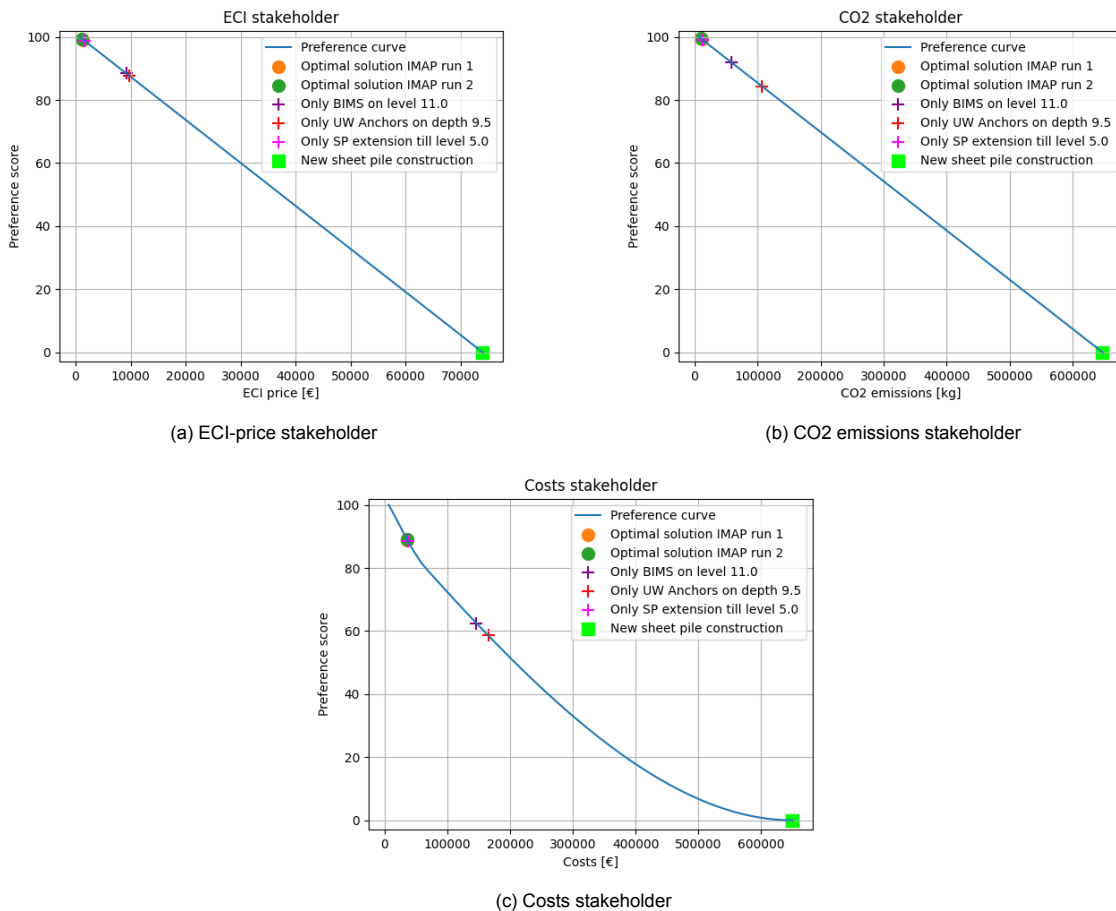 ECI stakeholder
100
80
60
40
20
0
Preference score
Preference curve
Optimal solution IMAP run 1
Optimal solution IMAP run 2
Only BIMS on level 11.0
Only UW Anchors on depth 9.5
Only SP extension till level 5.0
New sheet pile construction
0 10000 20000 30000 40000 50000 60000 70000
ECI price [€]
(a) ECI-price stakeholder
CO2 stakeholder
100
80
60
40
20
0
Preference score
Preference curve
Optimal solution IMAP run 1
Optimal solution IMAP run 2
Only BIMS on level 11.0
Only UW Anchors on depth 9.5
Only SP extension till level 5.0
New sheet pile construction
0 100000 200000 300000 400000 500000 600000
CO2 emissions [kg]
(b) CO2 emissions stakeholder
Costs stakeholder
100
80
60
40
20
0
Preference score
Preference curve
Optimal solution IMAP run 1
Optimal solution IMAP run 2
Only BIMS on level 11.0
Only UW Anchors on depth 9.5
Only SP extension till level 5.0
New sheet pile construction
0 100000 200000 300000 400000 500000 600000
Costs [€]
(c) Costs stakeholder